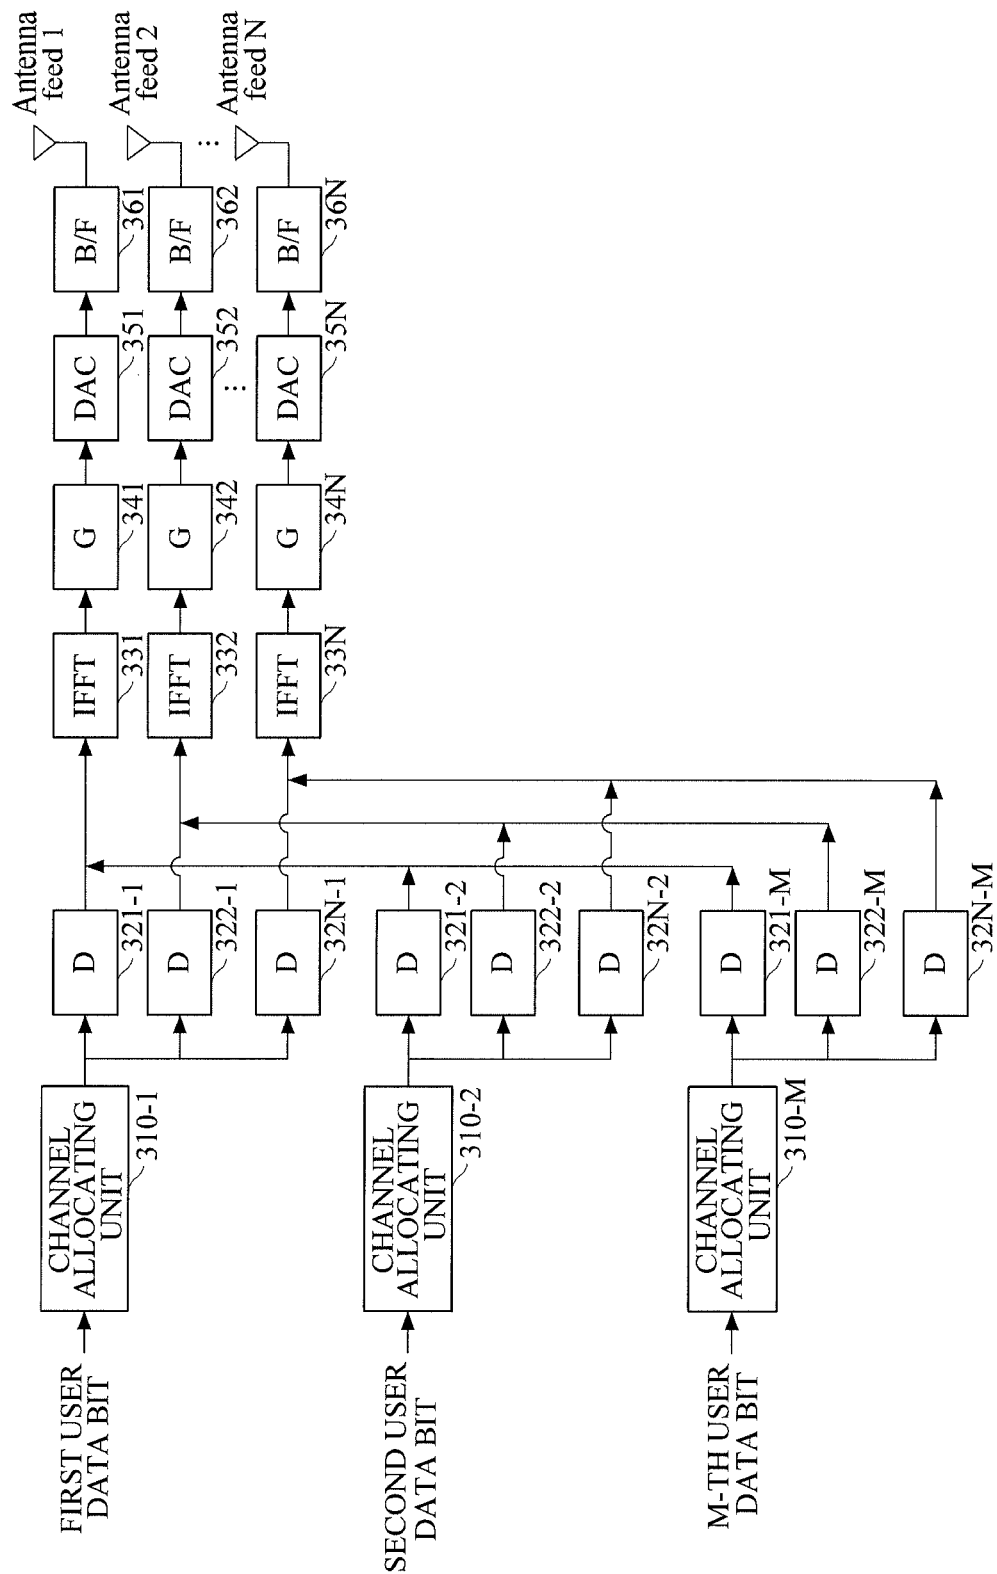 FIRST USER
DATA BIT
CHANNEL
ALLOCATING
UNIT
310-1
D
321-1
D
322-1
D
32N-1
IFFT
331
IFFT
332
IFFT
33N
G
341
G
342
G
34N
DAC
351
DAC
352
...
DAC
35N
B/F
361
B/F
362
B/F
36N
Antenna
feed 1
Antenna
feed 2
...
Antenna
feed N
SECOND USER
DATA BIT
CHANNEL
ALLOCATING
UNIT
310-2
D
321-2
D
322-2
D
32N-2
M-TH USER
DATA BIT
CHANNEL
ALLOCATING
UNIT
310-M
D
321-M
D
322-M
D
32N-M